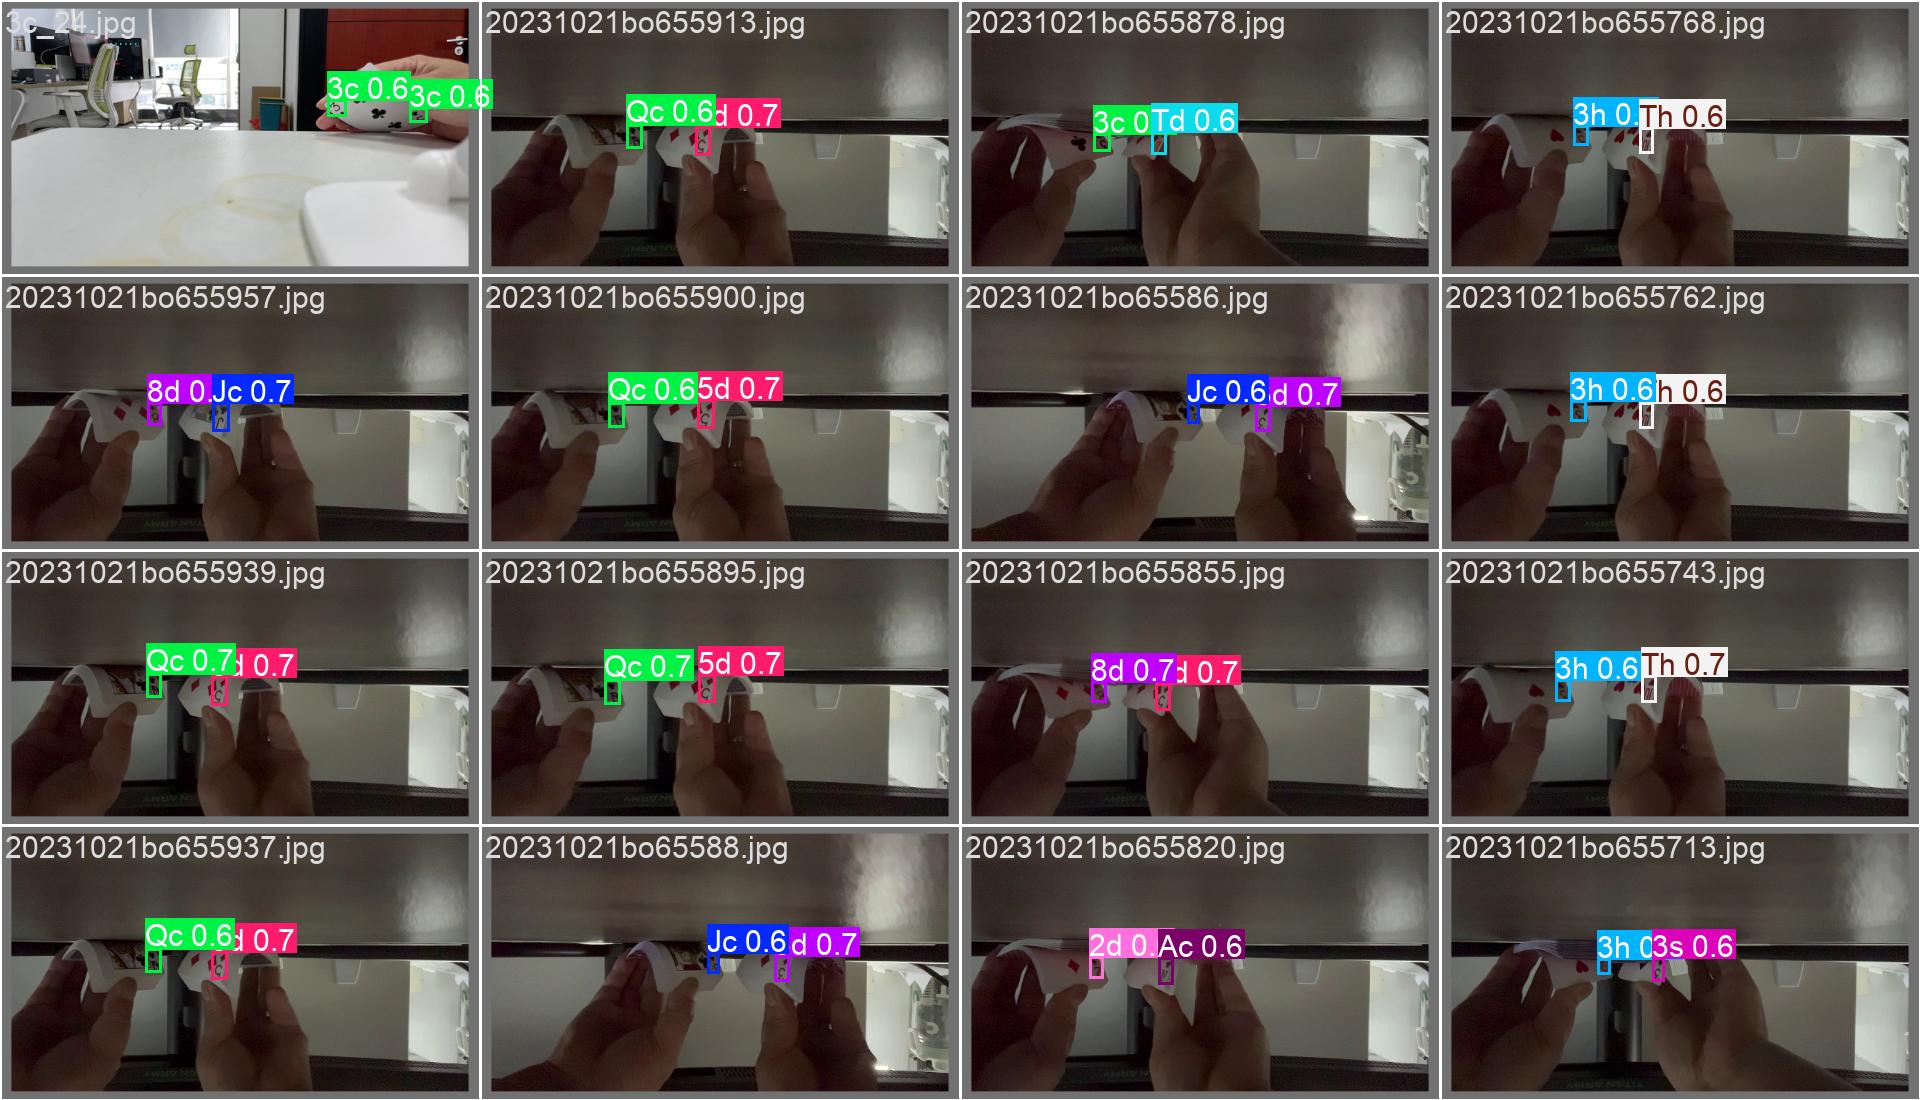 3c_24.jpg
3c 0.6
3c 0.6
20231021bo655913.jpg
Qc 0.6
d 0.7
20231021bo655878.jpg
3c 0
Td 0.6
20231021bo655768.jpg
3h 0.
Th 0.6
20231021bo655957.jpg
8d 0.
Jc 0.7
20231021bo655900.jpg
Qc 0.6
5d 0.7
20231021bo65586.jpg
Jc 0.6
d 0.7
20231021bo655762.jpg
3h 0.6
h 0.6
20231021bo655939.jpg
Qc 0.7
d 0.7
20231021bo655895.jpg
Qc 0.7
5d 0.7
20231021bo655855.jpg
8d 0.7
d 0.7
20231021bo655743.jpg
3h 0.6
Th 0.7
20231021bo655937.jpg
Qc 0.6
d 0.7
20231021bo65588.jpg
Jc 0.6
d 0.7
20231021bo655820.jpg
2d 0.
Ac 0.6
20231021bo655713.jpg
3h 0
3s 0.6